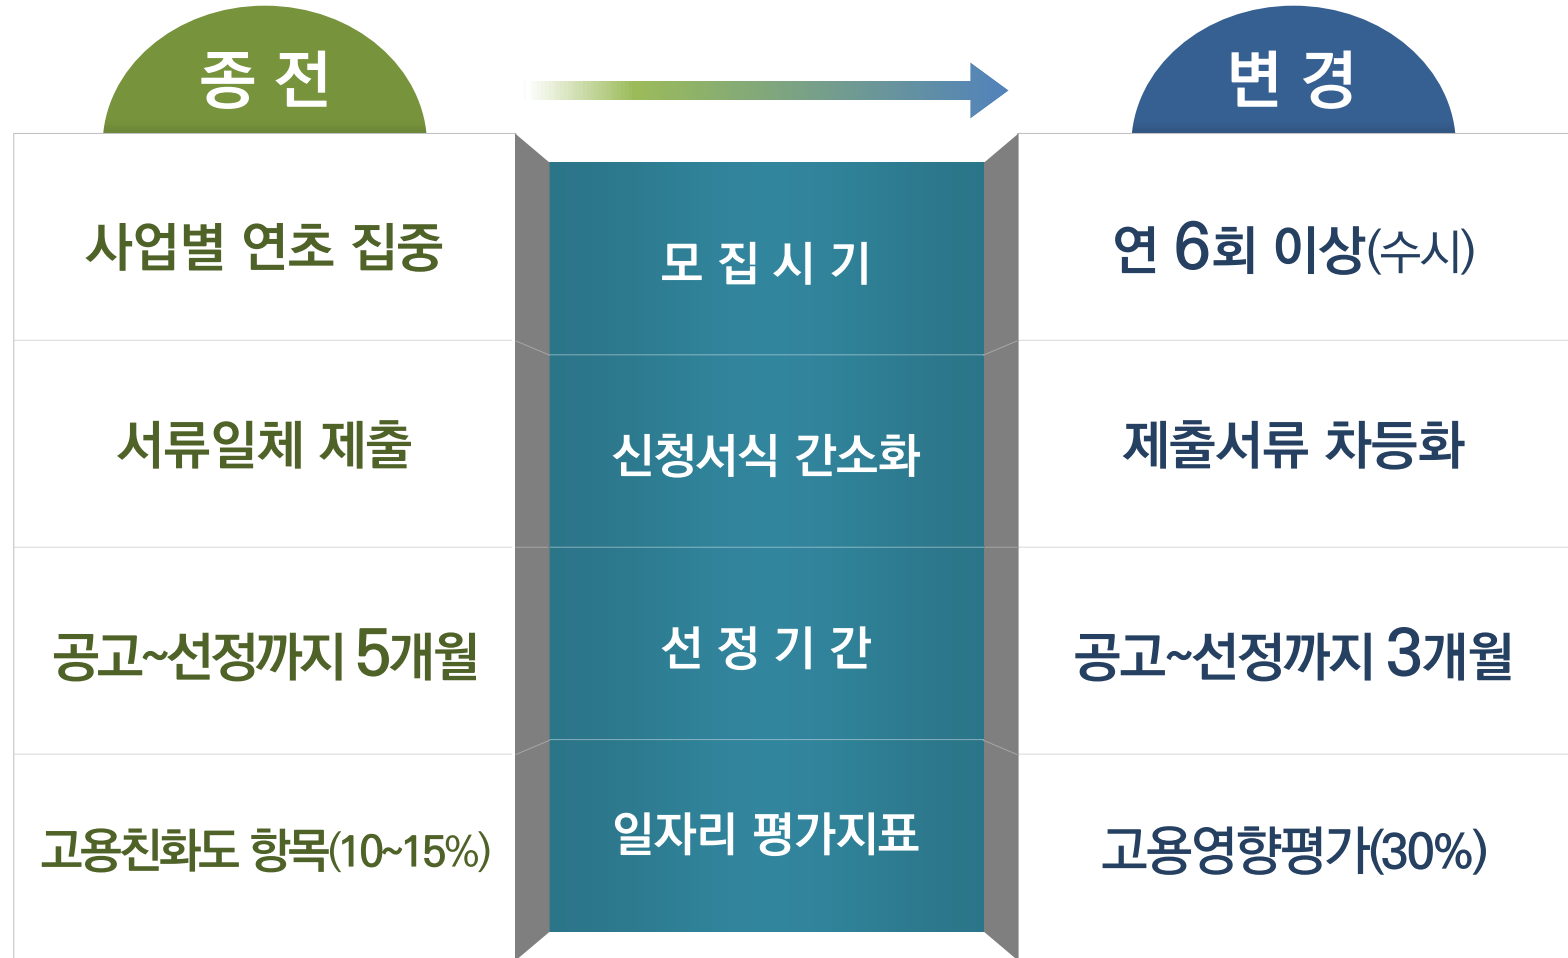 종 전
변 경
사업별 연초 집중
모 집 시 기
연 6회 이상(수시)
서류일체 제출
신청서식 간소화
제출서류 차등화
공고~선정까지 5개월
선 정 기 간
공고~선정까지 3개월
고용친화도 항목(10~15%)
일자리 평가지표
고용영향평가(30%)